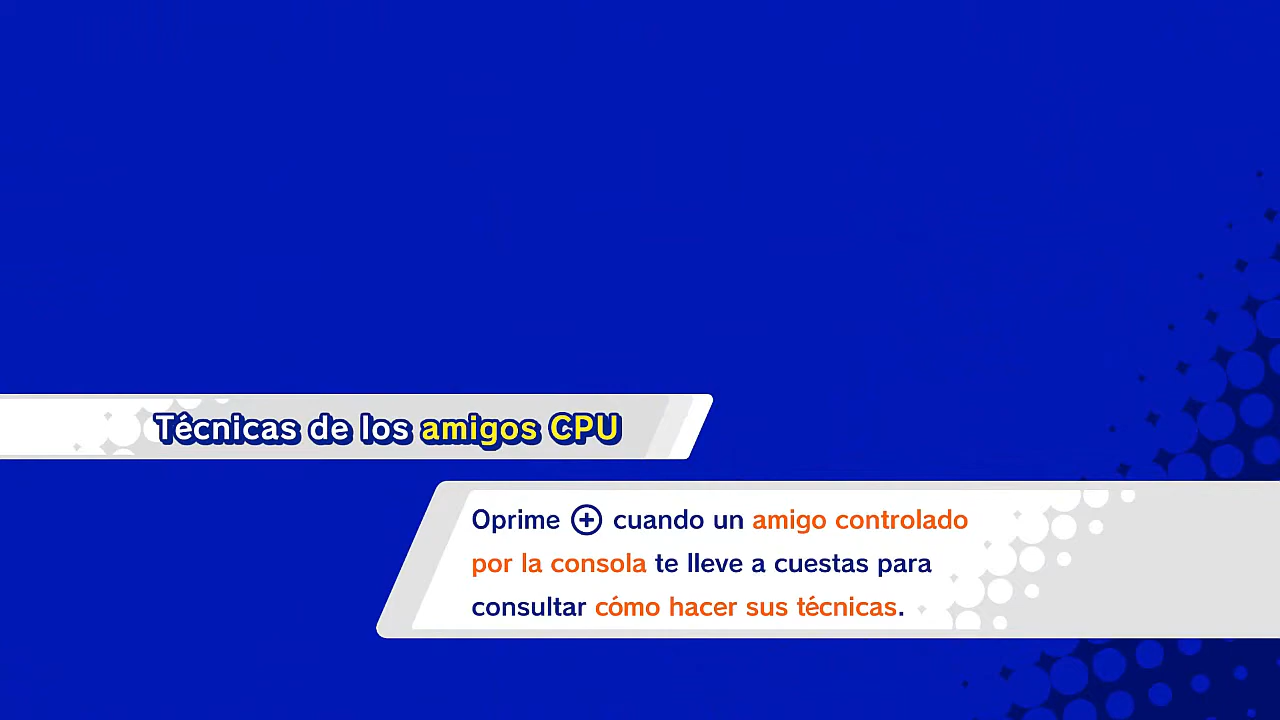 Técnicas de los amigos CPU
Oprime ⊕ cuando un amigo controlado
por la consola te lleve a cuestas para
consultar cómo hacer sus técnicas.